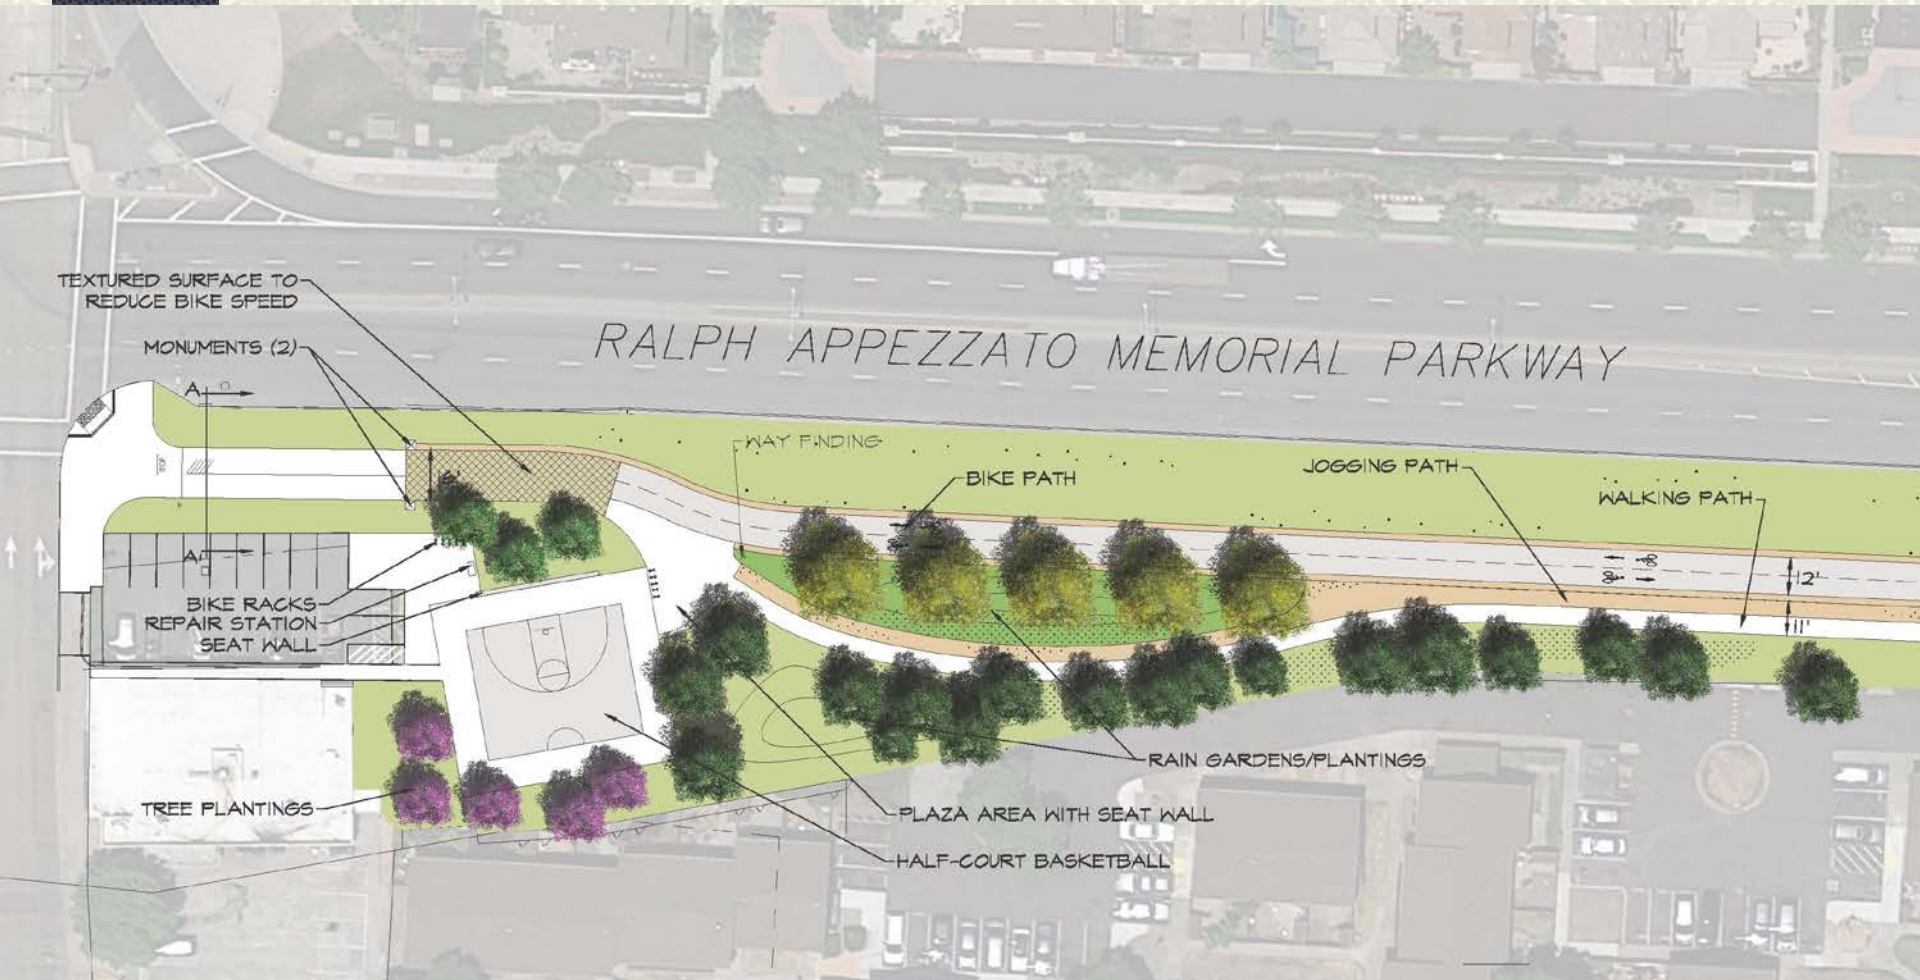 TEXTURED SURFACE TO
REDUCE BIKE SPEED
MONUMENTS (2)
RALPH APPEZZATO MEMORIAL PARKWAY
A
WAY FINDING
BIKE PATH
JOGGING PATH
WALKING PATH
STOP
A
12'
11'
BIKE RACKS
REPAIR STATION
SEAT WALL
RAIN GARDENS/PLANTINGS
TREE PLANTINGS
PLAZA AREA WITH SEAT WALL
HALF-COURT BASKETBALL